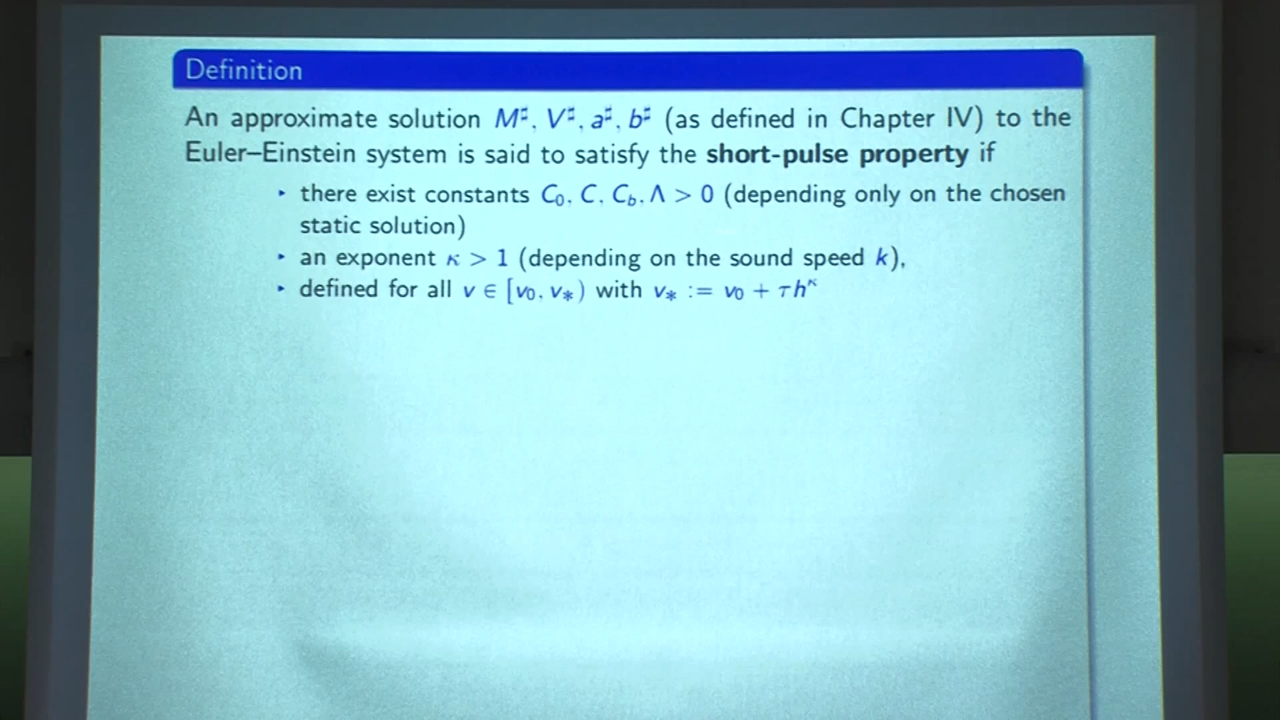 Definition
An approximate solution M♯, V♯, a♯, b♯ (as defined in Chapter IV) to the
Euler–Einstein system is said to satisfy the short-pulse property if
‣ there exist constants C₀, C, C_b, Λ > 0 (depending only on the chosen
static solution)
‣ an exponent κ > 1 (depending on the sound speed k),
‣ defined for all v ∈ [v₀, v_*) with v_* := v₀ + τh^κ